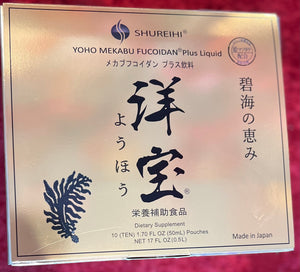 SHUREIHI®
YOHO MEKABU FUCOIDAN® Plus Liquid
メカブフコイダン プラス飲料
配合
碧海の恵み
洋宝®
ようほう
栄養補助食品
Dietary Supplement
10 (TEN) 1.70 FL OZ (50mL) Pouches
NET 17 FL OZ (0.5L)
Made in Japan